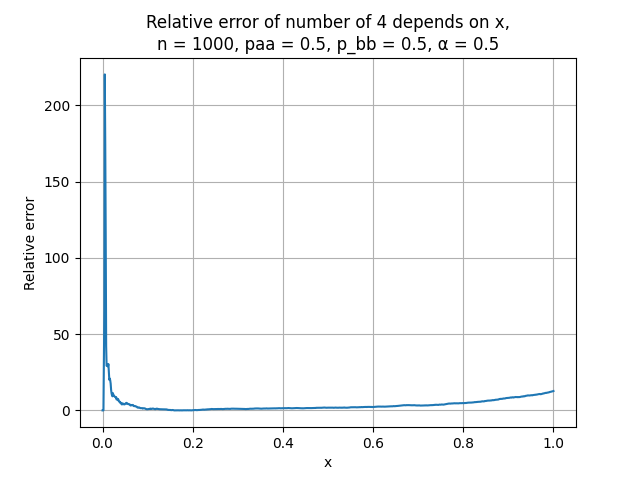 Relative error of number of 4 depends on x,
n = 1000, paa = 0.5, p_bb = 0.5, α = 0.5
200
150
100
50
0
Relative error
0.0 0.2 0.4 0.6 0.8 1.0
x